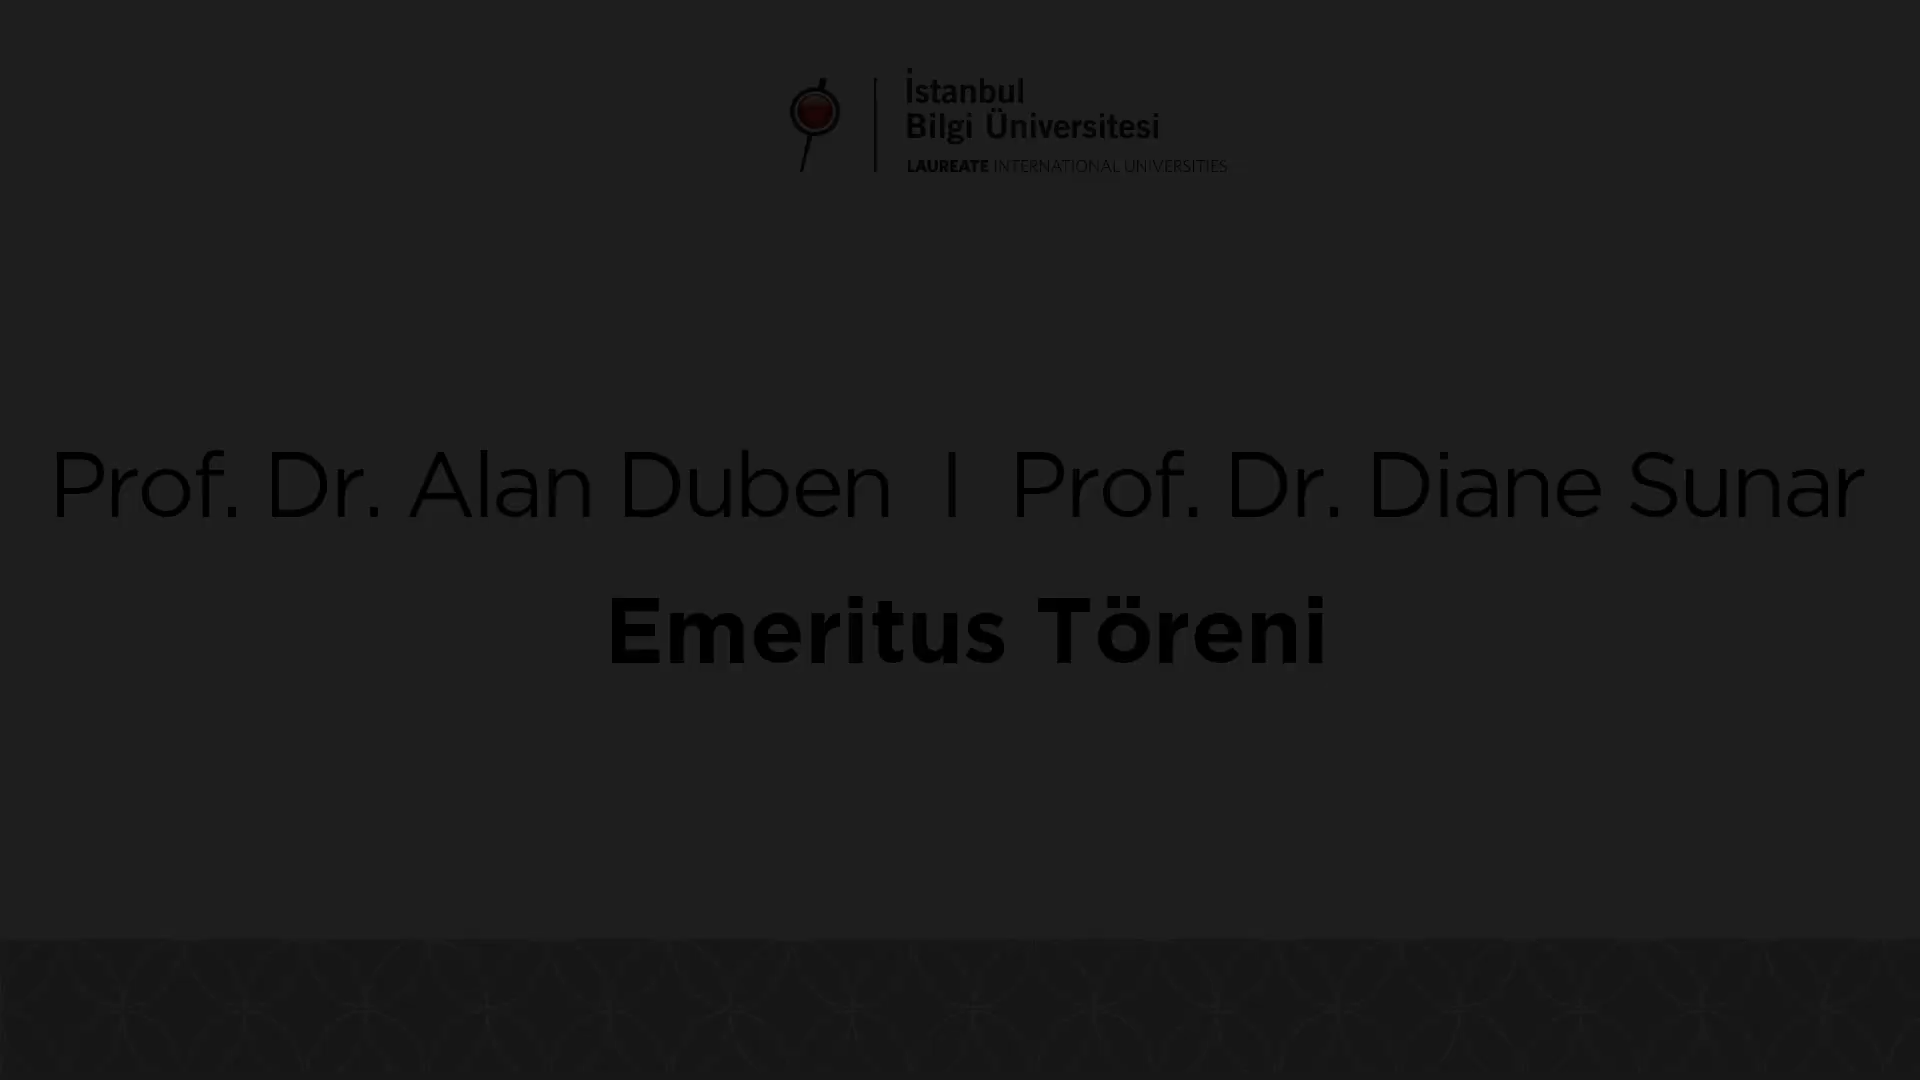 İstanbul
Bilgi Üniversitesi
LAUREATE INTERNATIONAL UNIVERSITIES
Prof. Dr. Alan Duben | Prof. Dr. Diane Sunar
Emeritus Töreni